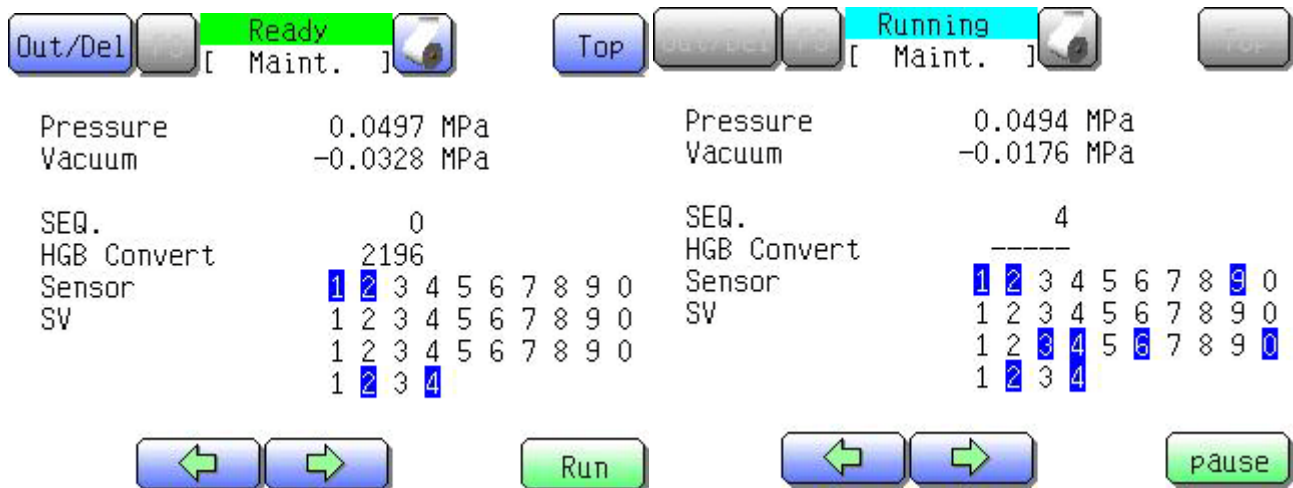 Out/Del
Ready
[ Maint. ]
Top
Pressure 0.0497 MPa
Vacuum -0.0328 MPa
SEQ. 0
HGB Convert 2196
Sensor 1 2 3 4 5 6 7 8 9 0
SV 1 2 3 4 5 6 7 8 9 0
1 2 3 4 5 6 7 8 9 0
1 2 3 4
Run
Out/Del
Running
[ Maint. ]
Top
Pressure 0.0494 MPa
Vacuum -0.0176 MPa
SEQ. 4
HGB Convert -----
Sensor 1 2 3 4 5 6 7 8 9 0
SV 1 2 3 4 5 6 7 8 9 0
1 2 3 4 5 6 7 8 9 0
1 2 3 4
pause